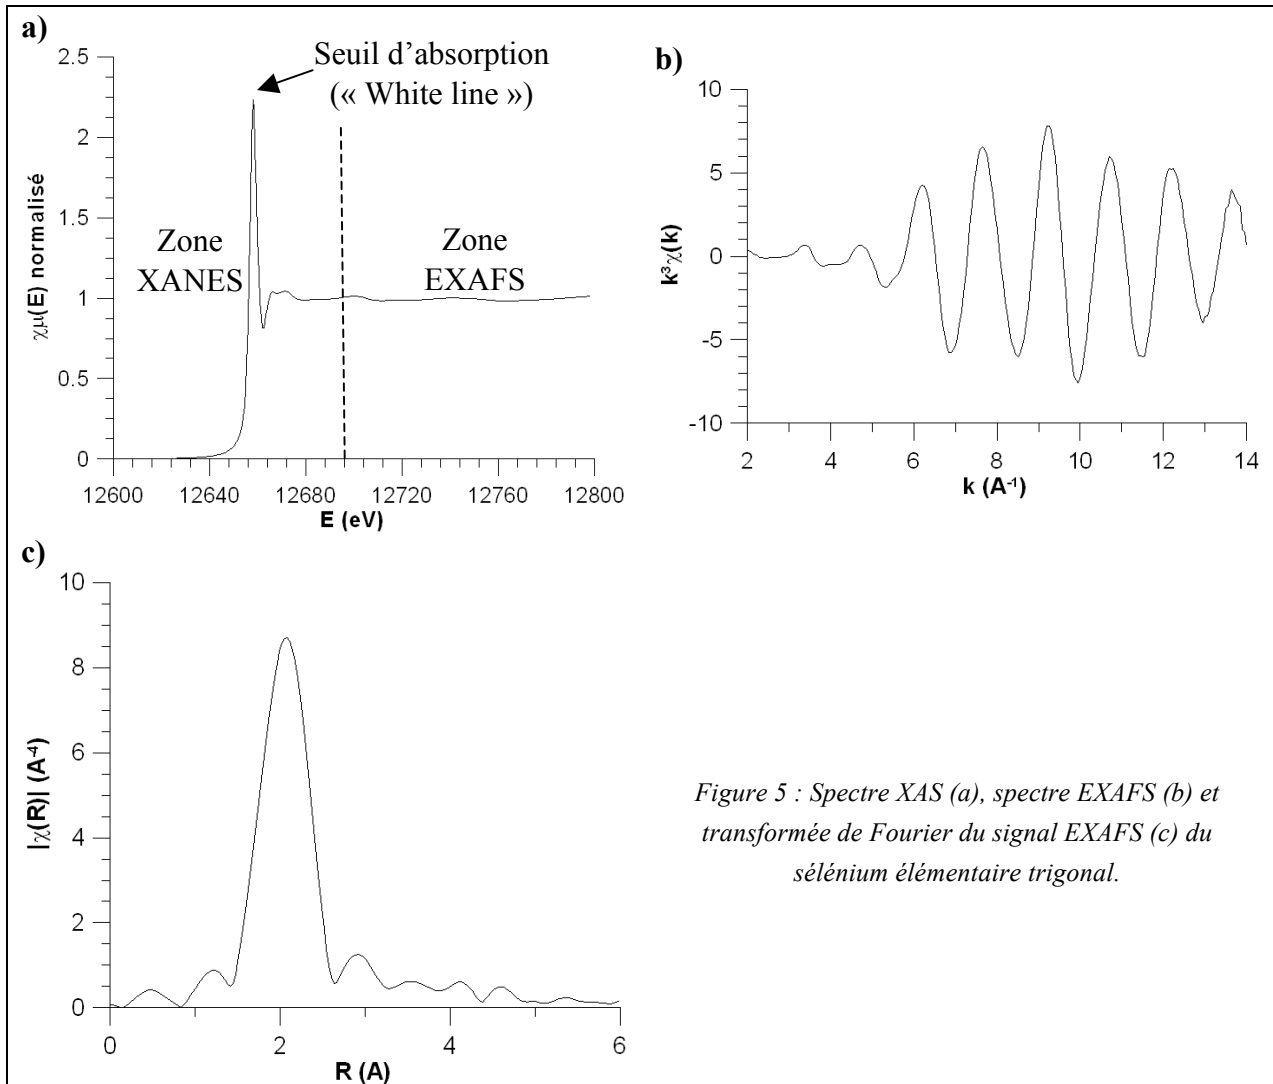 a)
Seuil d’absorption
(« White line »)
Zone
XANES
Zone
EXAFS
χμ(E) normalisé
2.5
2
1.5
1
0.5
0
12600
12640
12680
12720
12760
12800
E (eV)
b)
k³χ(k)
10
5
0
-5
-10
2
4
6
8
10
12
14
k (A⁻¹)
c)
|χ(R)| (A⁻⁴)
10
8
6
4
2
0
0
2
4
6
R (A)
Figure 5 : Spectre XAS (a), spectre EXAFS (b) et
transformée de Fourier du signal EXAFS (c) du
sélénium élémentaire trigonal.